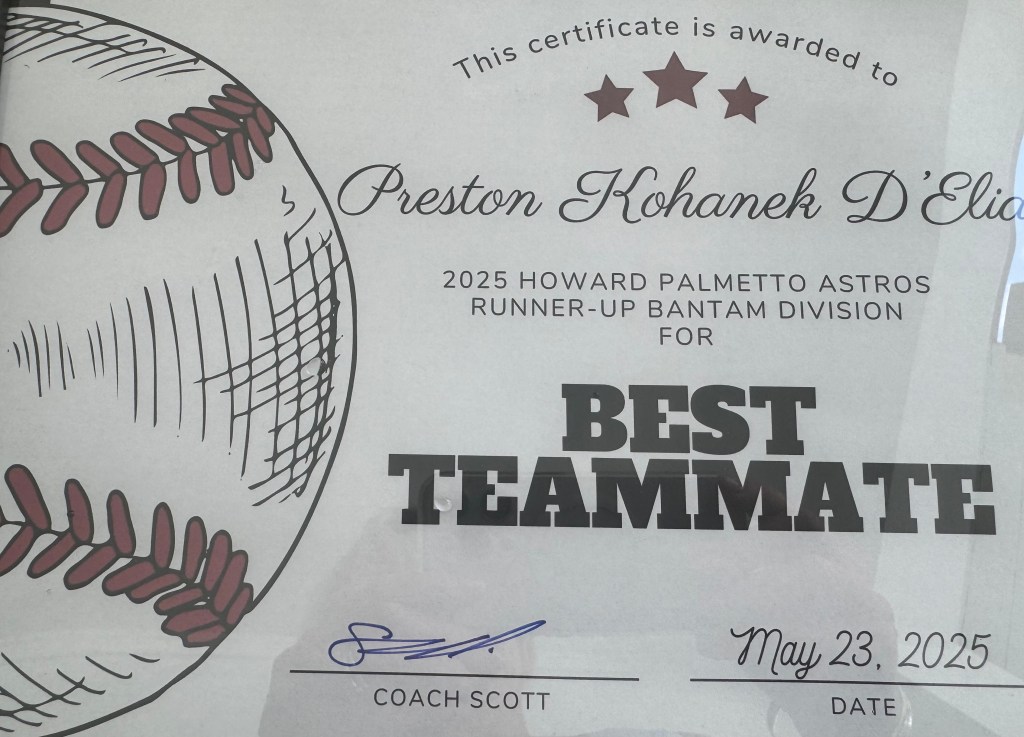 This certificate is awarded to
Preston Kohanek D'Elia
2025 HOWARD PALMETTO ASTROS
RUNNER-UP BANTAM DIVISION
FOR
BEST
TEAMMATE
May 23, 2025
COACH SCOTT
DATE